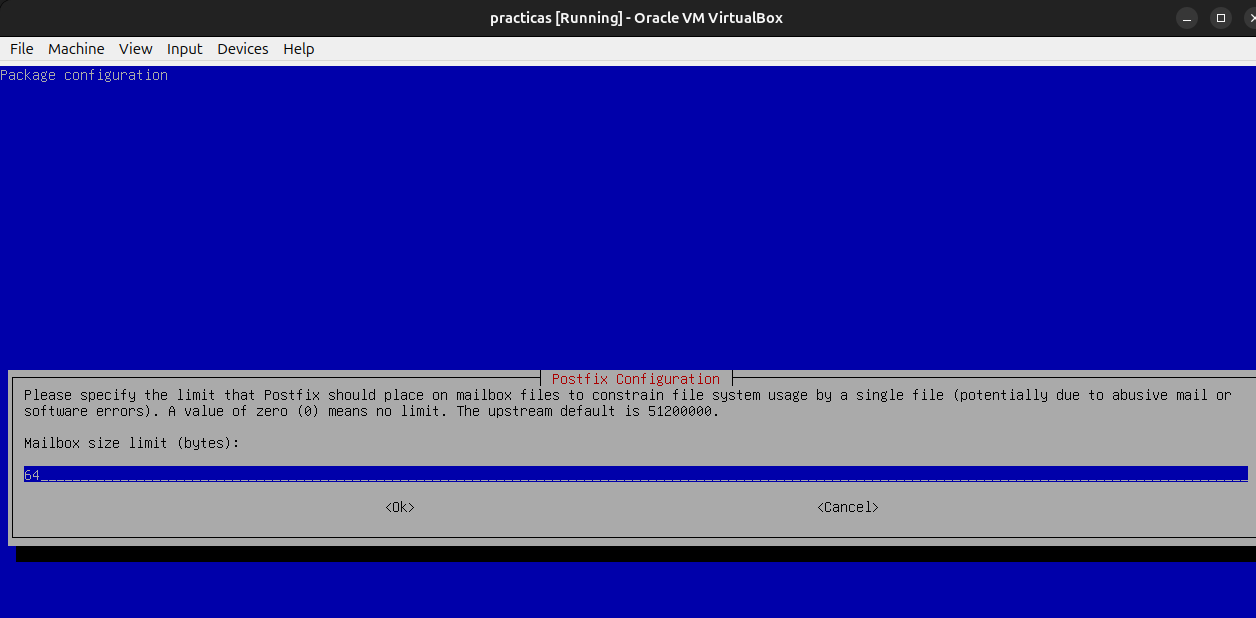 practicas [Running] - Oracle VM VirtualBox
File Machine View Input Devices Help
Package configuration
Postfix Configuration
Please specify the limit that Postfix should place on mailbox files to constrain file system usage by a single file (potentially due to abusive mail or
software errors). A value of zero (0) means no limit. The upstream default is 51200000.
Mailbox size limit (bytes):
64
<Ok> <Cancel>